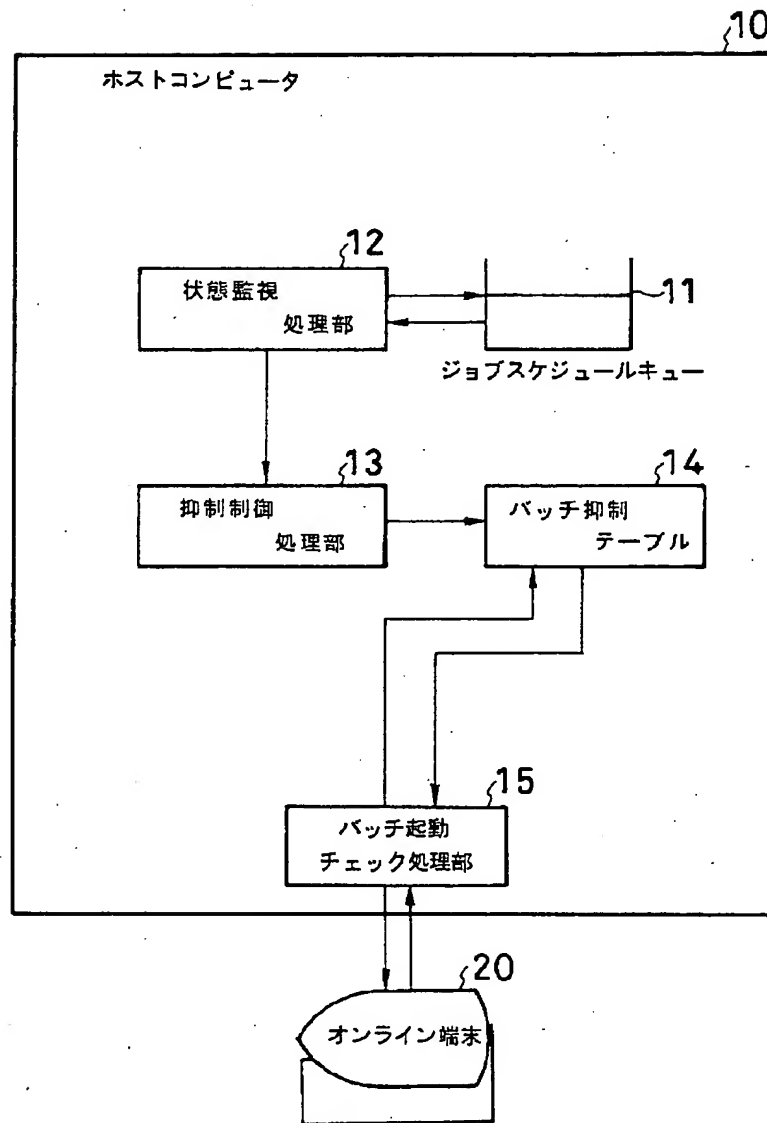 10
ホストコンピュータ
12
状態監視
処理部
11
ジョブスケジュールキュー
13
抑制制御
処理部
14
バッチ抑制
テーブル
15
バッチ起動
チェック処理部
20
オンライン端末